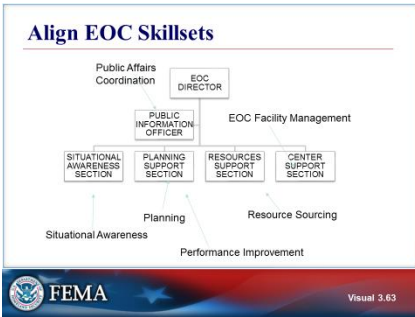 Align EOC Skillsets
Public Affairs
Coordination
EOC
DIRECTOR
PUBLIC
INFORMATION
OFFICER
EOC Facility Management
SITUATIONAL
AWARENESS
SECTION
PLANNING
SUPPORT
SECTION
RESOURCES
SUPPORT
SECTION
CENTER
SUPPORT
SECTION
Planning
Resource Sourcing
Situational Awareness
Performance Improvement
FEMA
Visual 3.63